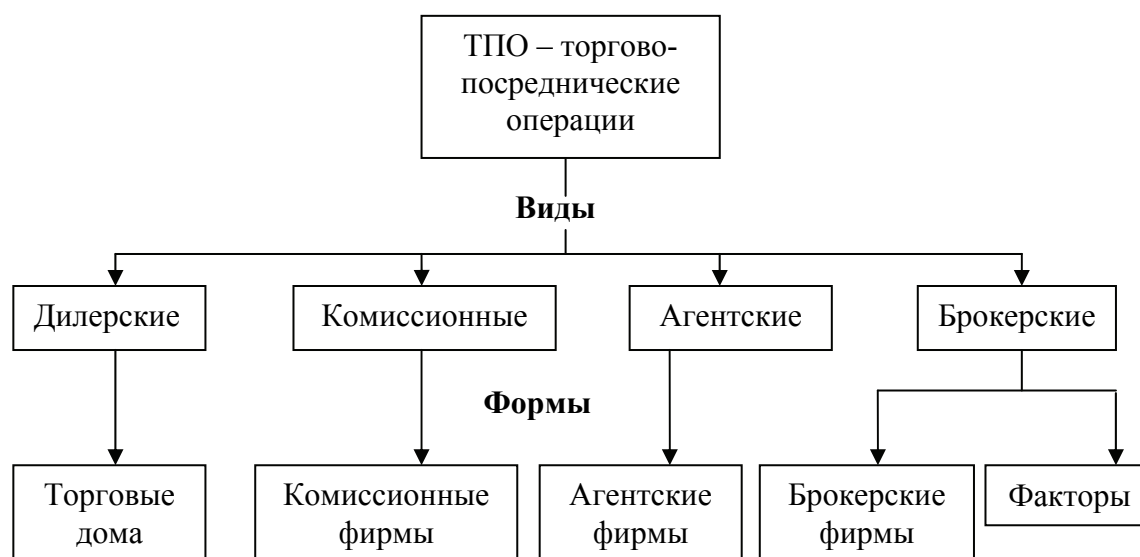 ТПО – торгово-
посреднические
операции
Виды
Дилерские
Комиссионные
Агентские
Брокерские
Формы
Торговые
дома
Комиссионные
фирмы
Агентские
фирмы
Брокерские
фирмы
Факторы